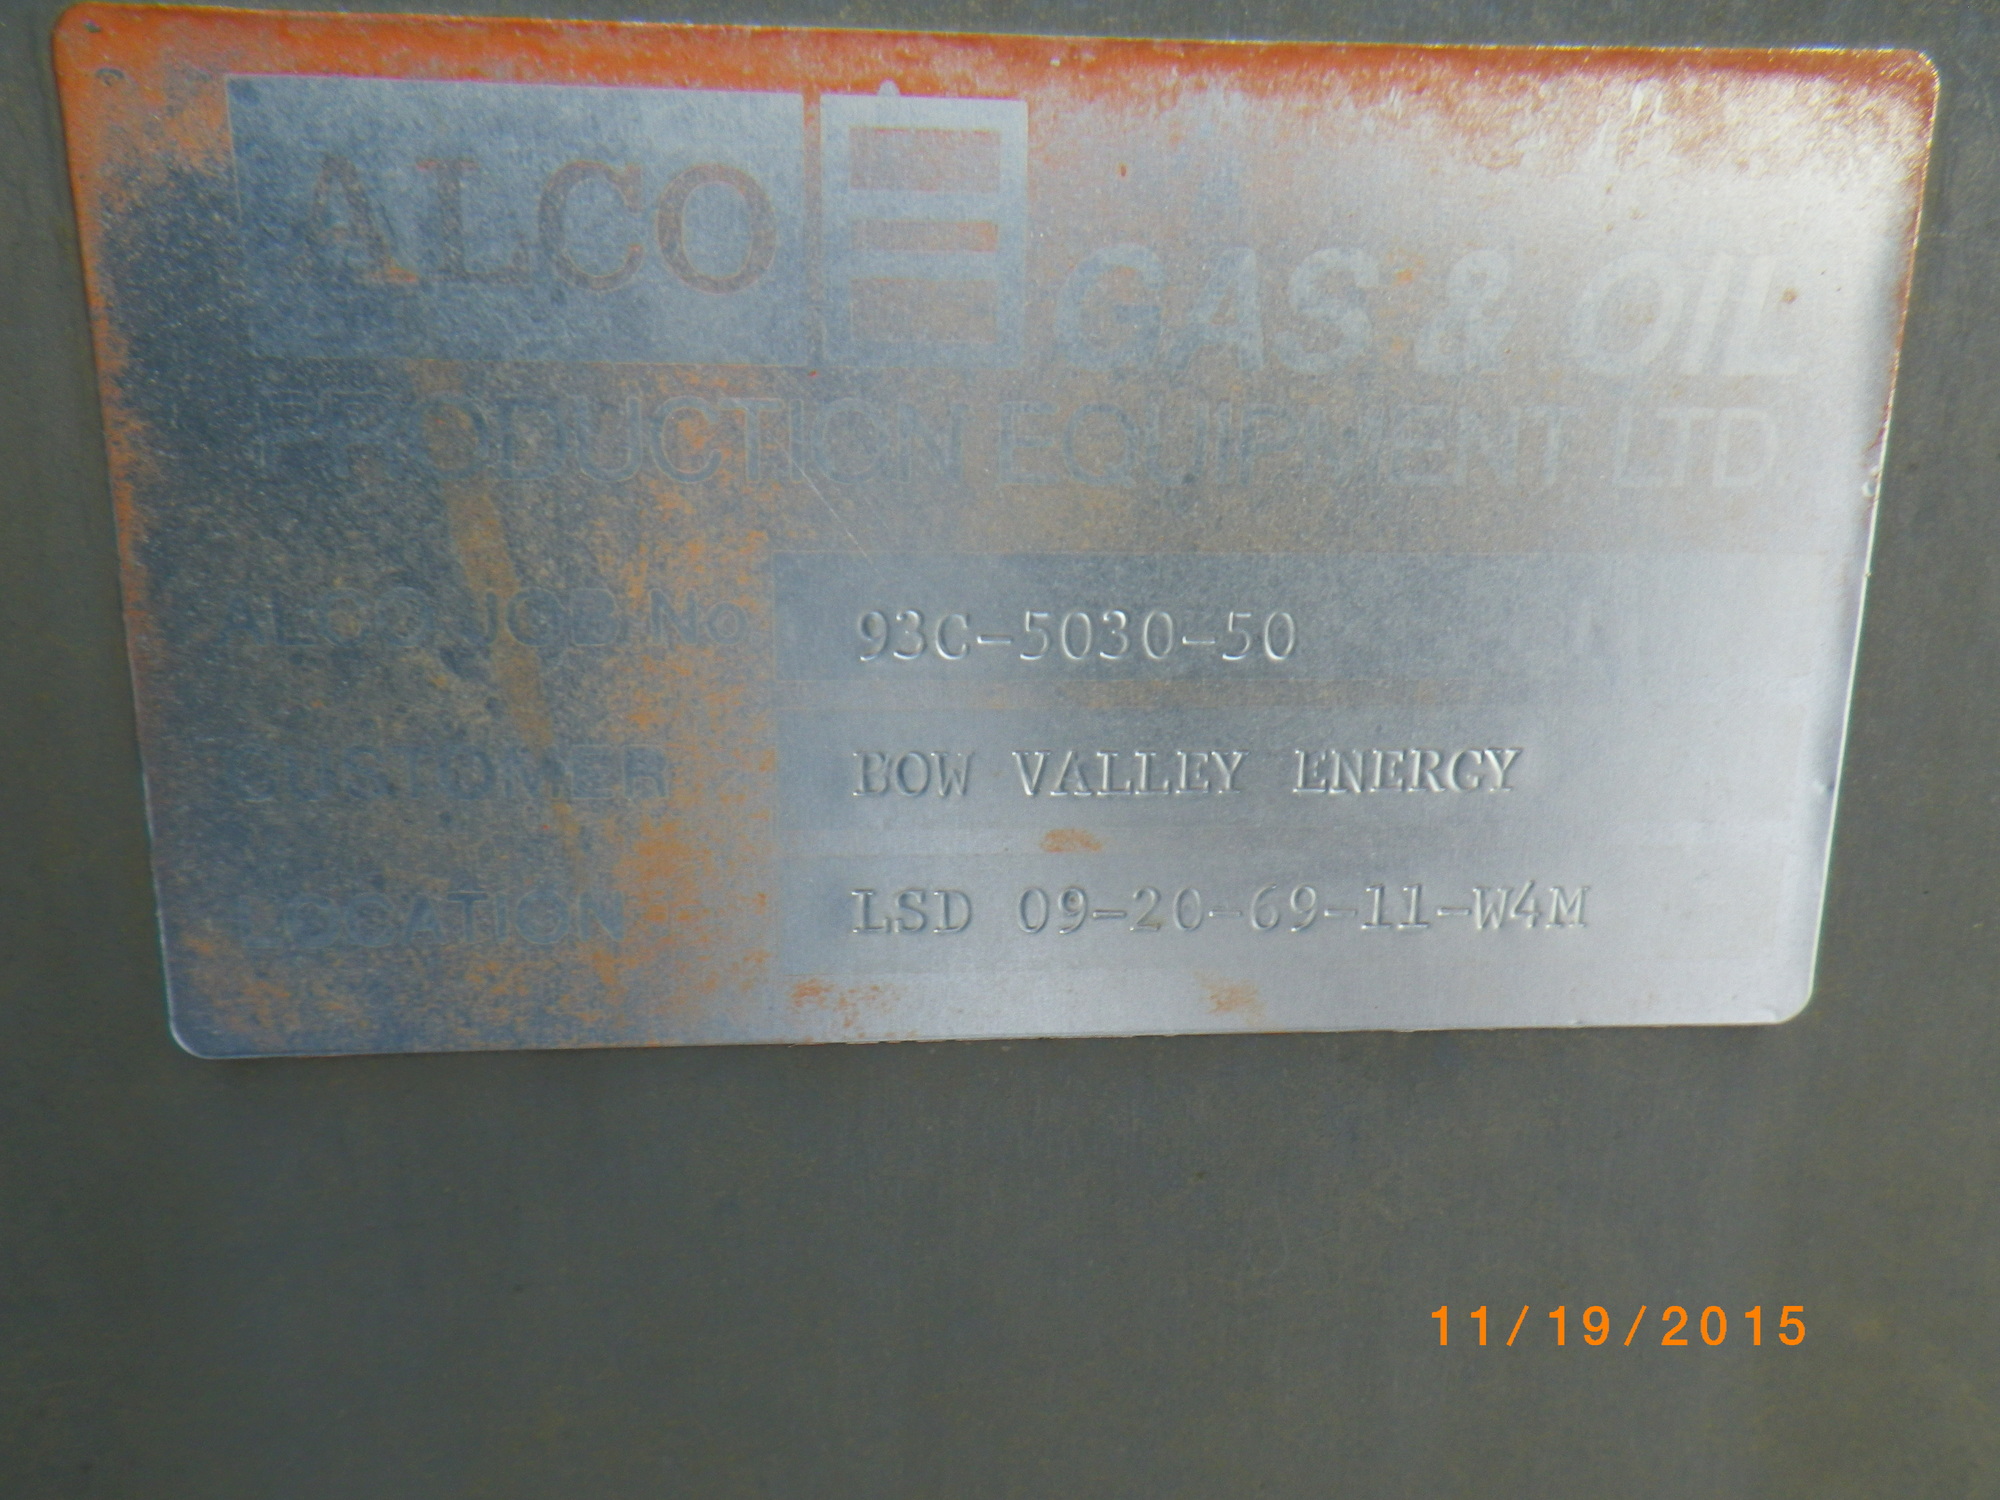 ALCO GAS & OIL
PRODUCTION EQUIPMENT LTD
ALCO JOB No. 93C-5030-50
CUSTOMER BOW VALLEY ENERGY
LOCATION LSD 09-20-69-11-W4M
11/19/2015